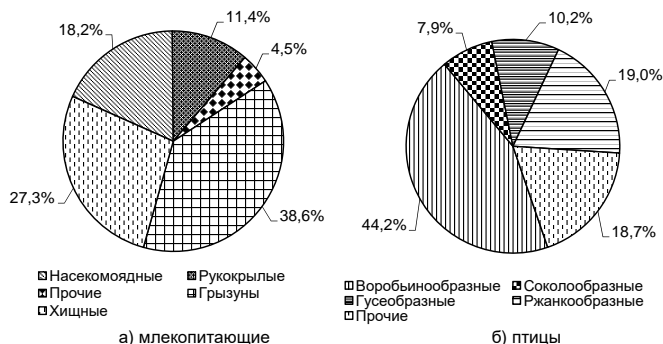 11,4%
18,2%
4,5%
27,3%
38,6%
Насекомоядные Рукокрылые
Прочие Грызуны
Хищные
а) млекопитающие
10,2%
7,9%
19,0%
44,2%
18,7%
Воробьинообразные Соколообразные
Гусеобразные Ржанкообразные
Прочие
б) птицы